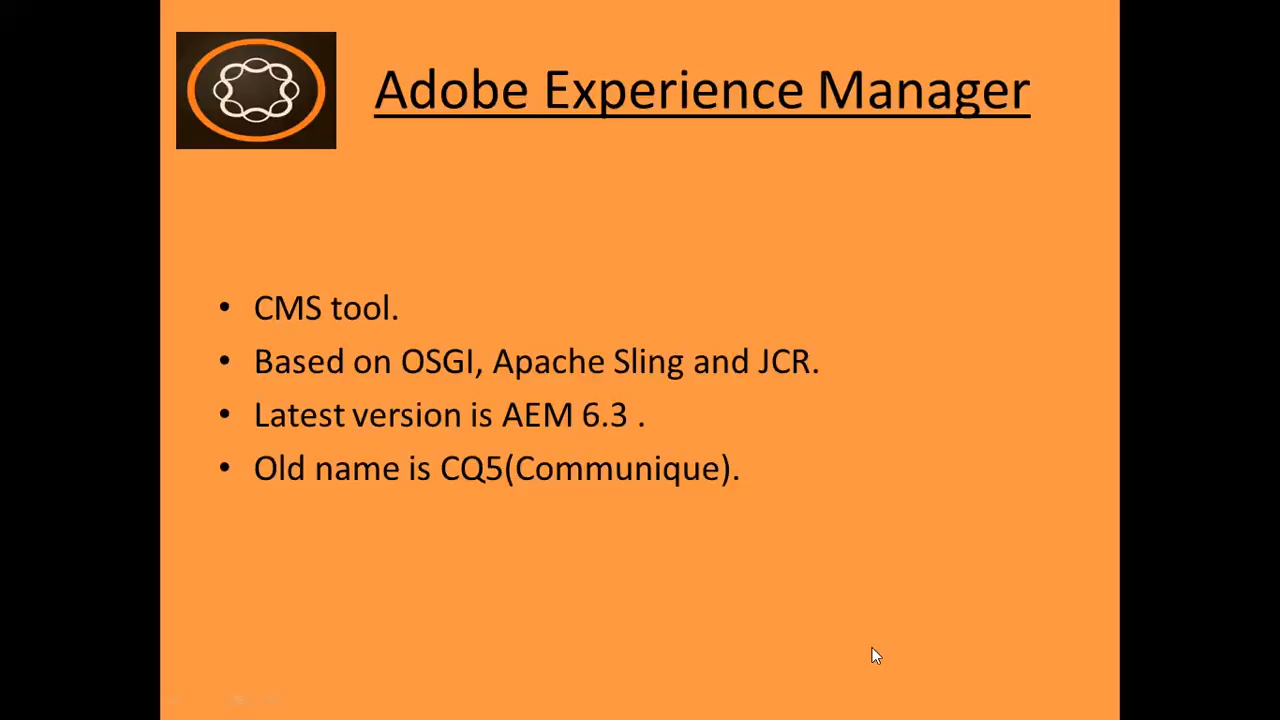 Adobe Experience Manager
• CMS tool.
• Based on OSGI, Apache Sling and JCR.
• Latest version is AEM 6.3 .
• Old name is CQ5(Communique).